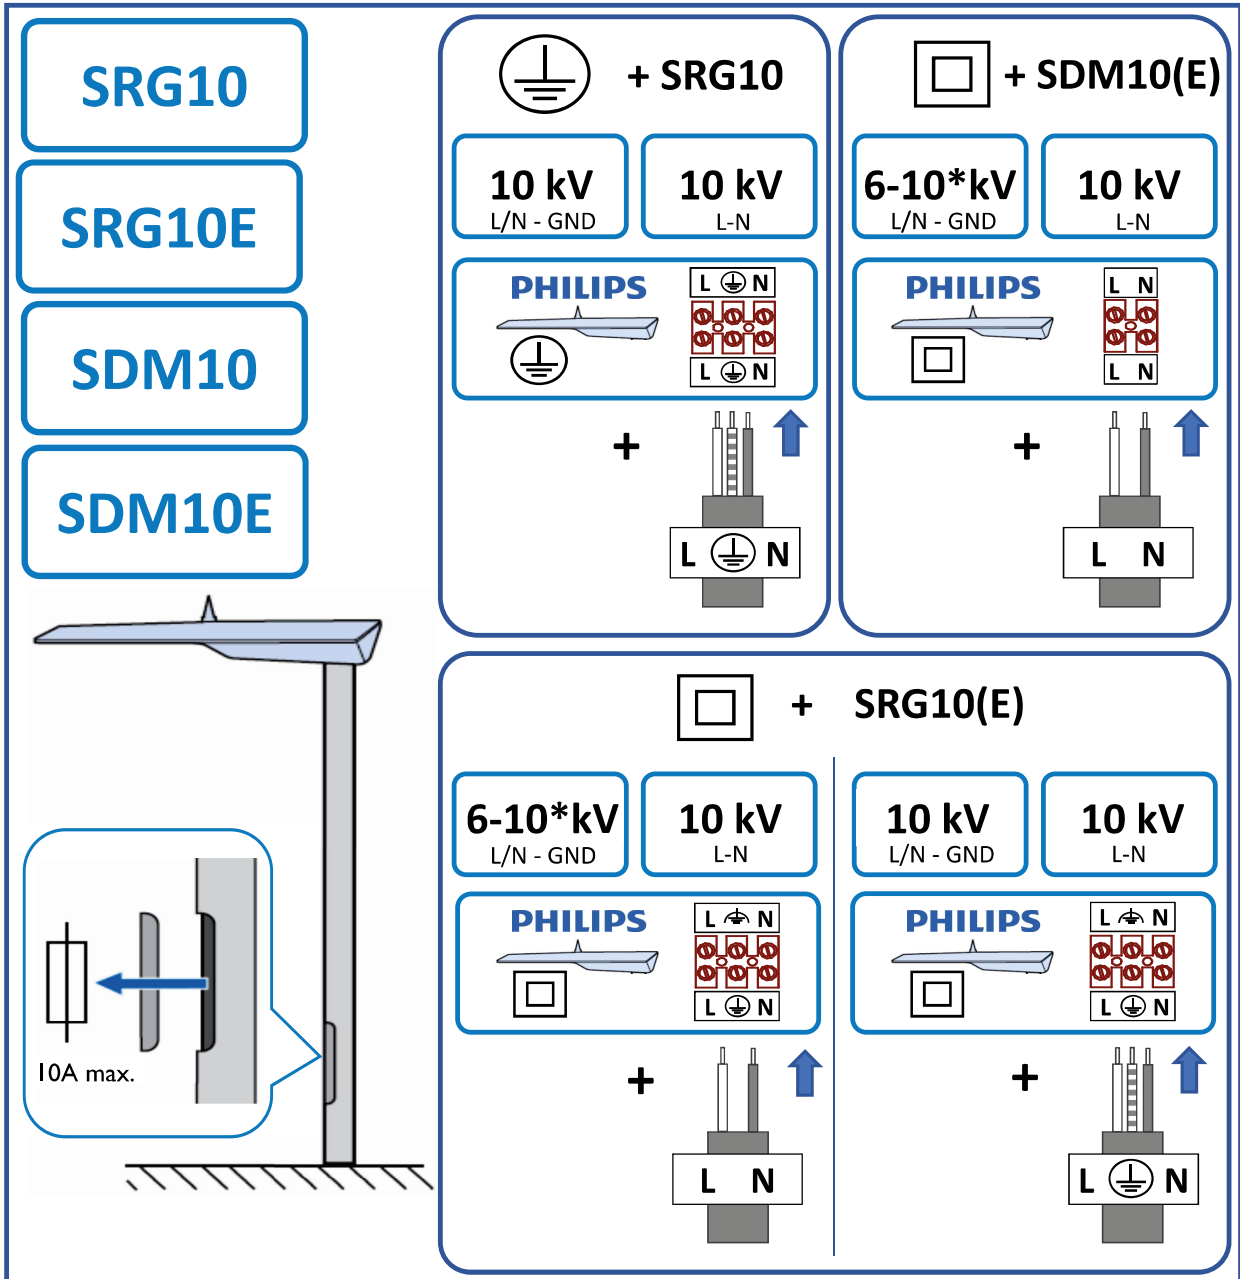 SRG10
SRG10E
SDM10
SDM10E
10A max.
+ SRG10
10 kV
L/N - GND
10 kV
L-N
PHILIPS
L N
L N
+
L N
+ SDM10(E)
6-10*kV
L/N - GND
10 kV
L-N
PHILIPS
L N
L N
+
L N
+ SRG10(E)
6-10*kV
L/N - GND
10 kV
L-N
PHILIPS
L N
L N
+
L N
10 kV
L/N - GND
10 kV
L-N
PHILIPS
L N
L N
+
L N